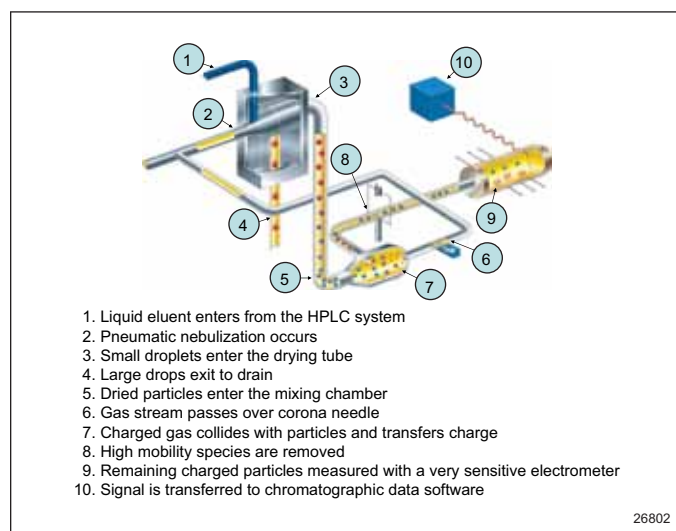 1
2
3
4
5
6
7
8
9
10
1. Liquid eluent enters from the HPLC system
2. Pneumatic nebulization occurs
3. Small droplets enter the drying tube
4. Large drops exit to drain
5. Dried particles enter the mixing chamber
6. Gas stream passes over corona needle
7. Charged gas collides with particles and transfers charge
8. High mobility species are removed
9. Remaining charged particles measured with a very sensitive electrometer
10. Signal is transferred to chromatographic data software
26802